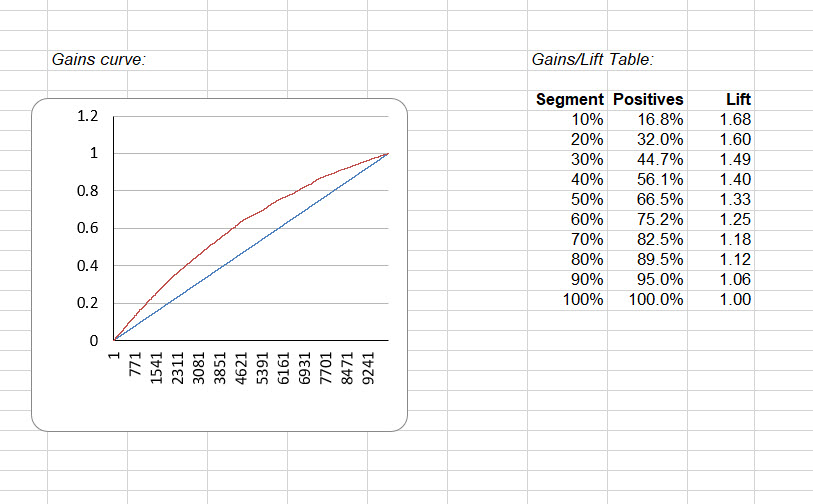 Gains curve:
1.2
1
0.8
0.6
0.4
0.2
0
1
771
1541
2311
3081
3851
4621
5391
6161
6931
7701
8471
9241
Gains/Lift Table:
Segment Positives Lift
10% 16.8% 1.68
20% 32.0% 1.60
30% 44.7% 1.49
40% 56.1% 1.40
50% 66.5% 1.33
60% 75.2% 1.25
70% 82.5% 1.18
80% 89.5% 1.12
90% 95.0% 1.06
100% 100.0% 1.00